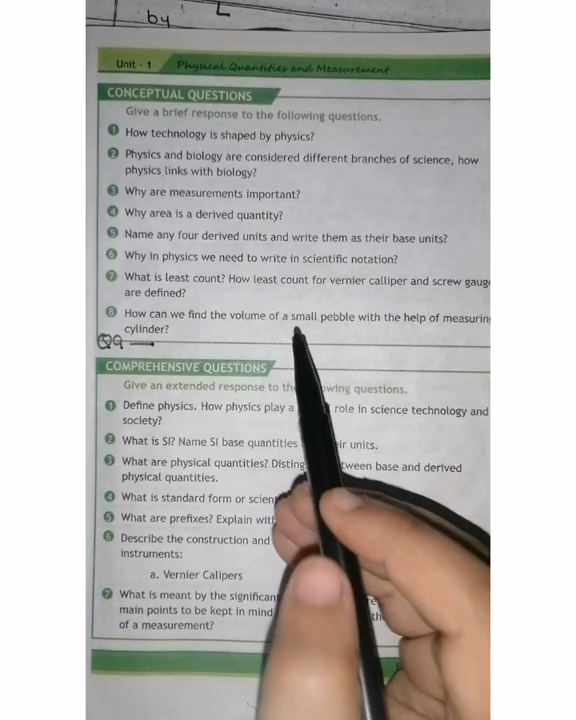 by
Unit - 1 Physical Quantities and Measurement
CONCEPTUAL QUESTIONS
Give a brief response to the following questions.
1 How technology is shaped by physics?
2 Physics and biology are considered different branches of science, how
physics links with biology?
3 Why are measurements important?
4 Why area is a derived quantity?
5 Name any four derived units and write them as their base units?
6 Why in physics we need to write in scientific notation?
7 What is least count? How least count for vernier calliper and screw gauge
are defined?
8 How can we find the volume of a small pebble with the help of measurin
cylinder?
Q9
COMPREHENSIVE QUESTIONS
Give an extended response to th owing questions.
1 Define physics. How physics play a role in science technology and
society?
2 What is SI? Name SI base quantities ir units.
3 What are physical quantities? Disting tween base and derived
physical quantities.
4 What is standard form or scien
5 What are prefixes? Explain wit
6 Describe the construction and
instruments:
a. Vernier Calipers
7 What is meant by the significan
main points to be kept in mind th
of a measurement?